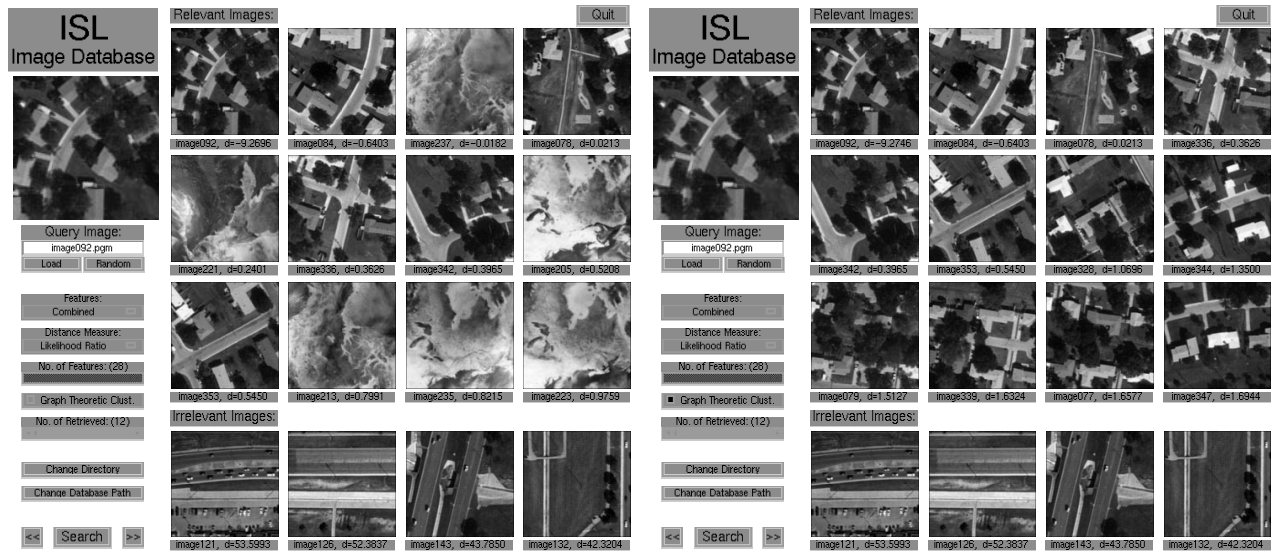 ISL
Image Database
Query Image:
image092.pgm
Load Random
Features:
Combined
Distance Measure:
Likelihood Ratio
No. of Features: (28)
Graph Theoretic Clust.
No. of Retrieved: (12)
Change Directory
Change Database Path
<< Search >>
Relevant Images:
Quit
image092, d=-9.2696 image084, d=-0.6403 image237, d=-0.0182 image078, d=0.0213
image221, d=0.2401 image336, d=0.3626 image342, d=0.3965 image205, d=0.5208
image353, d=0.5450 image213, d=0.7991 image235, d=0.8215 image223, d=0.9759
Irrelevant Images:
image121, d=53.5993 image126, d=52.3837 image143, d=43.7850 image132, d=42.3204
ISL
Image Database
Query Image:
image092.pgm
Load Random
Features:
Combined
Distance Measure:
Likelihood Ratio
No. of Features: (28)
Graph Theoretic Clust.
No. of Retrieved: (12)
Change Directory
Change Database Path
<< Search >>
Relevant Images:
Quit
image092, d=-9.2746 image084, d=-0.6403 image078, d=0.0213 image336, d=0.3626
image342, d=0.3965 image353, d=0.5450 image328, d=1.0696 image344, d=1.3500
image079, d=1.5127 image339, d=1.6324 image077, d=1.6577 image347, d=1.6944
Irrelevant Images:
image121, d=53.5993 image126, d=52.3837 image143, d=43.7850 image132, d=42.3204